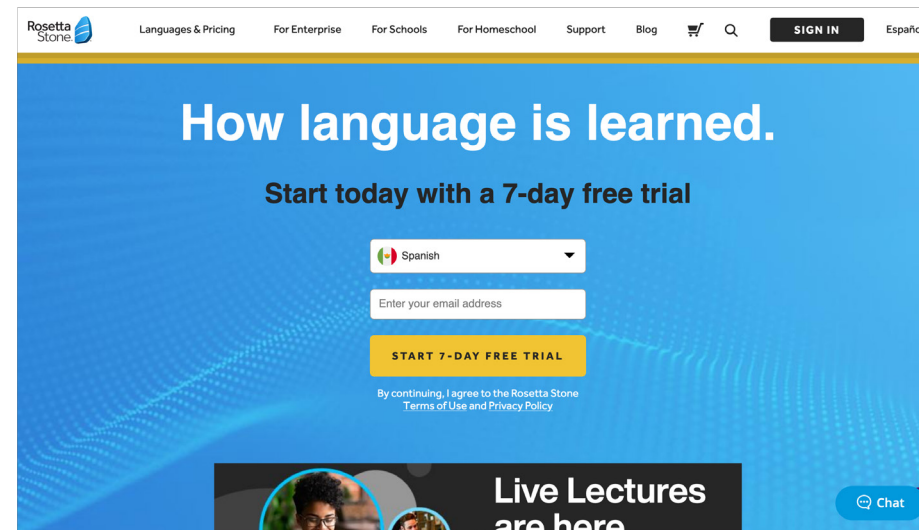 Rosetta
Stone
Languages & Pricing
For Enterprise
For Schools
For Homeschool
Support
Blog
SIGN IN
How language is learned.
Start today with a 7-day free trial
Spanish
Enter your email address
START 7-DAY FREE TRIAL
By continuing, I agree to the Rosetta Stone
Terms of Use and Privacy Policy
Live Lectures
are here
Chat